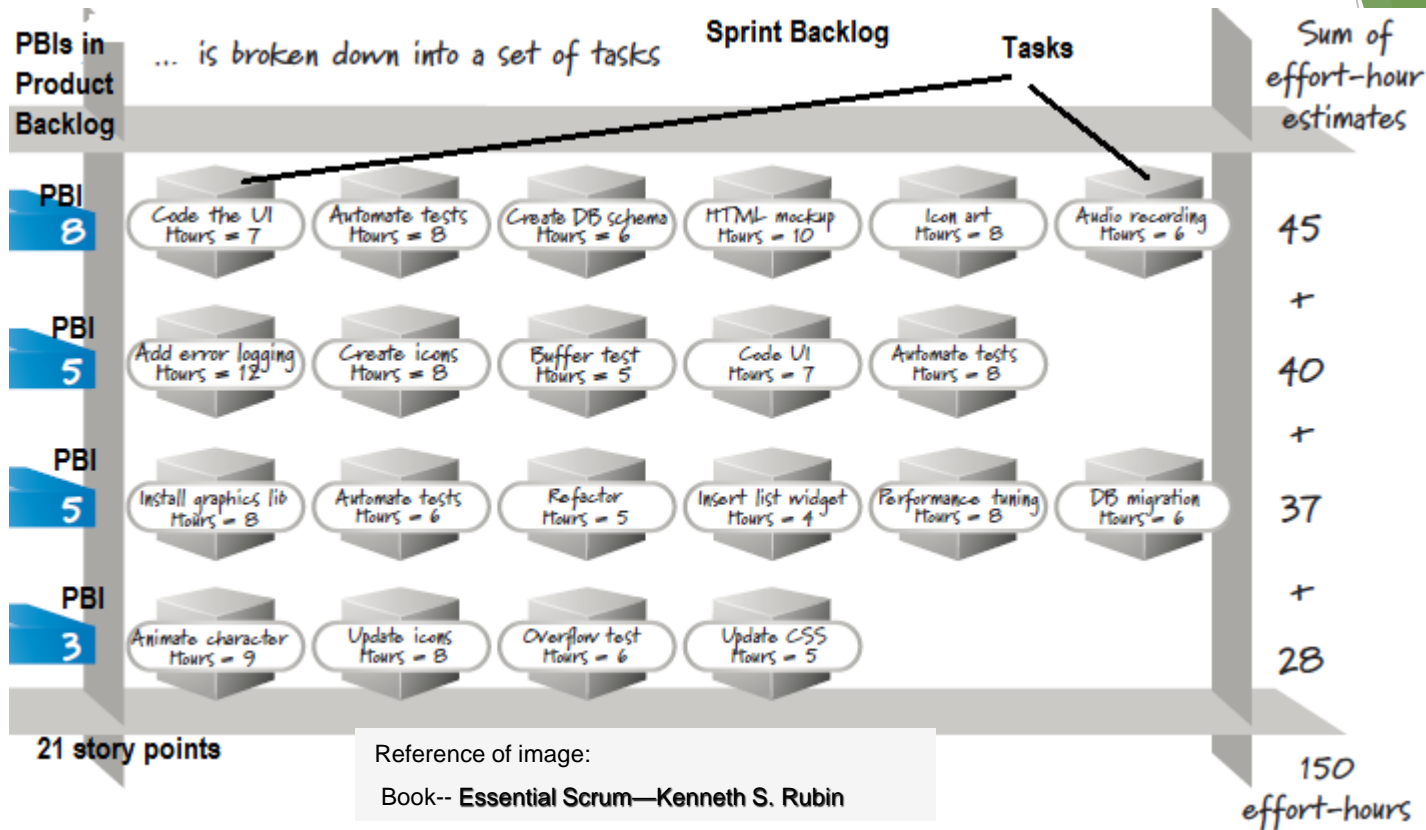 PBIs in
Product
Backlog
... is broken down into a set of tasks
Sprint Backlog
Tasks
Sum of
effort-hour
estimates
PBI
8
Code the UI
Hours = 7
Automate tests
Hours = 8
Create DB schema
Hours = 6
HTML mockup
Hours = 10
Icon art
Hours = 8
Audio recording
Hours = 6
45
+
PBI
5
Add error logging
Hours = 12
Create icons
Hours = 8
Buffer test
Hours = 5
Code UI
Hours = 7
Automate tests
Hours = 8
40
+
PBI
5
Install graphics lib
Hours = 8
Automate tests
Hours = 6
Refactor
Hours = 5
Insert list widget
Hours = 4
Performance tuning
Hours = 8
DB migration
Hours = 6
37
+
PBI
3
Animate character
Hours = 9
Update icons
Hours = 8
Overflow test
Hours = 6
Update CSS
Hours = 5
28
21 story points
Reference of image:
Book-- Essential Scrum—Kenneth S. Rubin
150
effort-hours